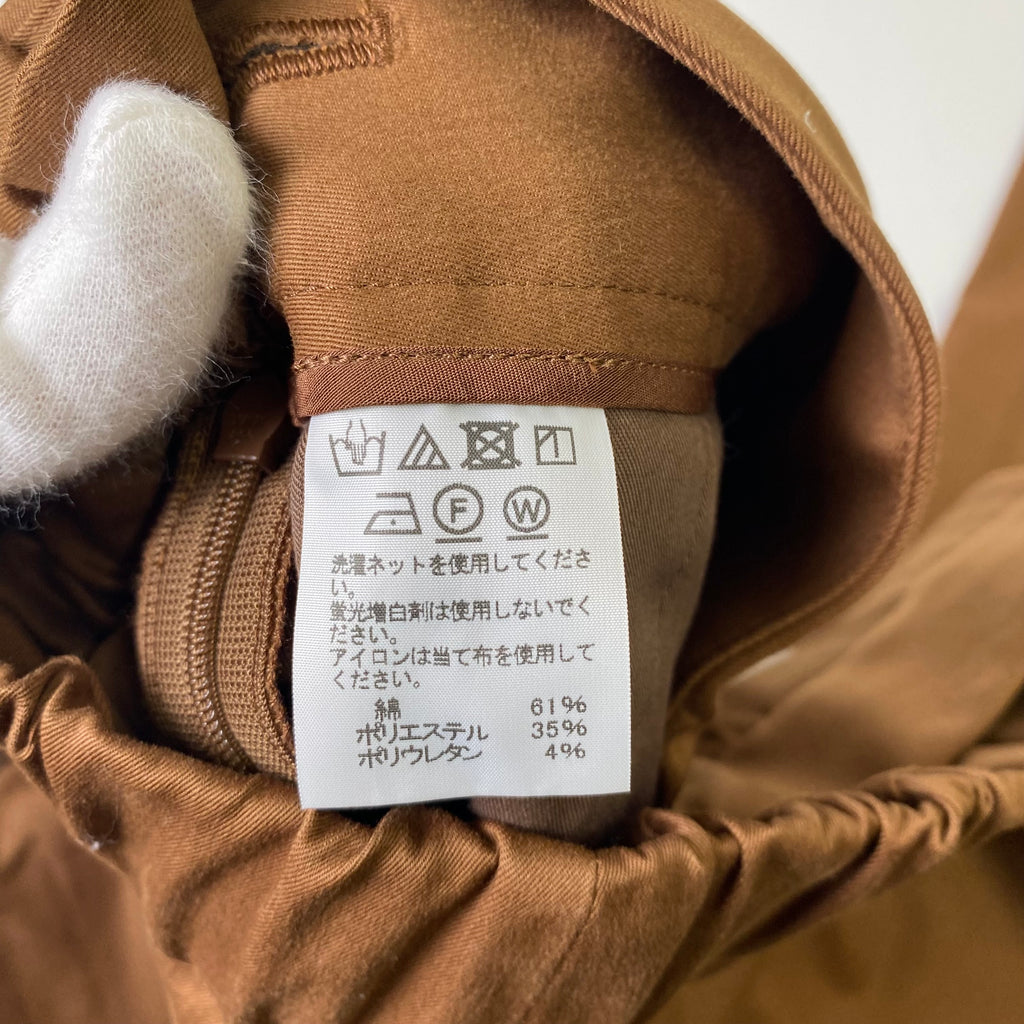 F W
洗濯ネットを使用してくださ
い。
蛍光増白剤は使用しないでく
ださい。
アイロンは当て布を使用して
ください。
綿 61%
ポリエステル 35%
ポリウレタン 4%